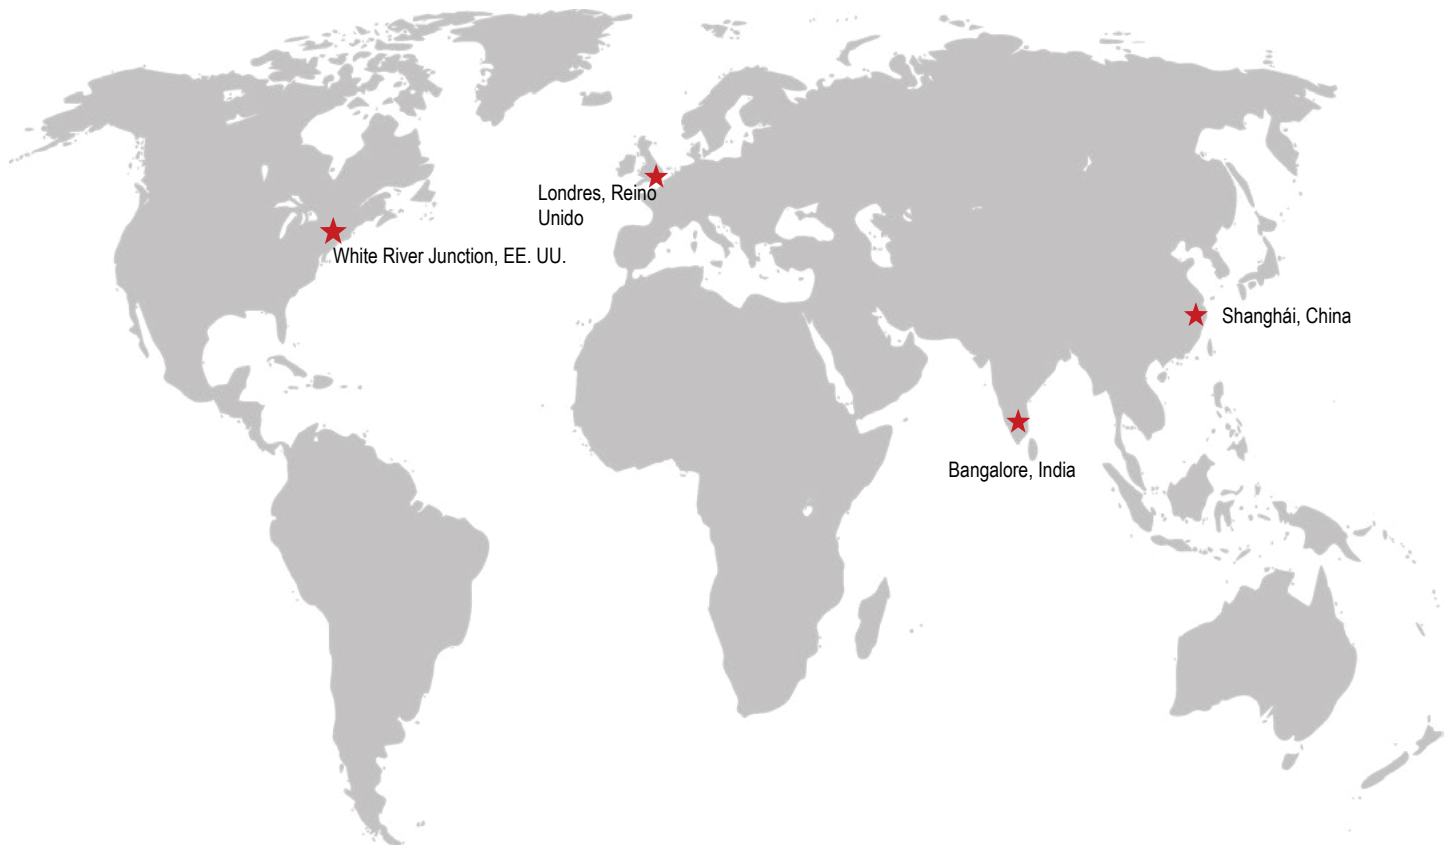 Londres, Reino
Unido
White River Junction, EE. UU.
Shanghái, China
Bangalore, India